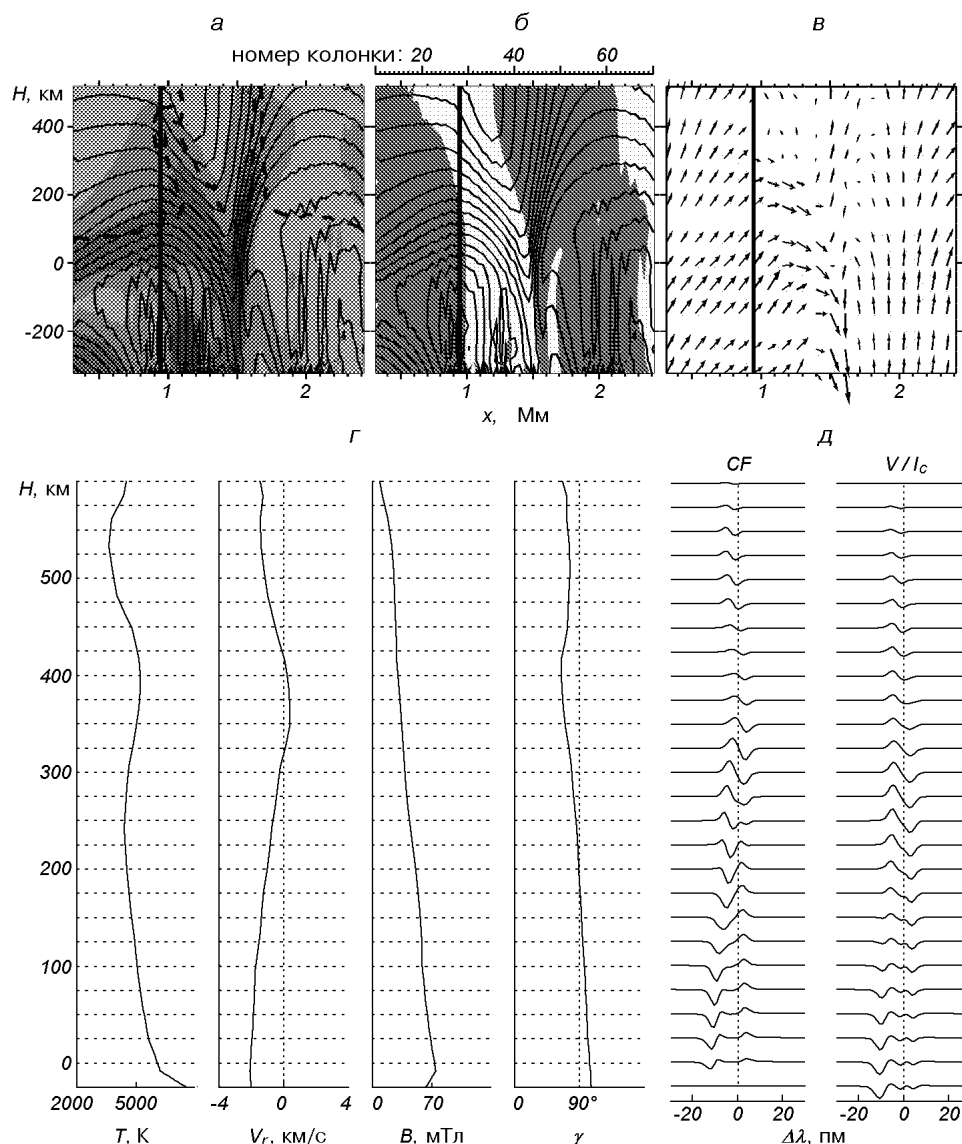 а б в
номер колонки: 20 40 60
H, км
400
200
0
-200
1 2 1 2 1 2
x, Мм
г д
CF V / I_c
H, км
500
400
300
200
100
0
2000 5000 -4 0 4 0 70 0 90° -20 0 20 -20 0 20
T, К V_r, км/с B, мТл γ Δλ, пм